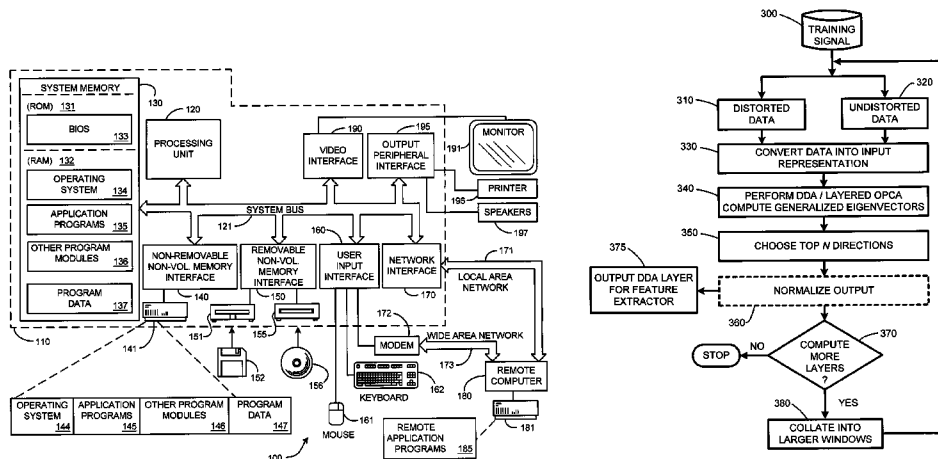 SYSTEM MEMORY
130
(ROM) 131
BIOS
133
(RAM) 132
OPERATING
SYSTEM 134
APPLICATION
PROGRAMS 135
OTHER PROGRAM
MODULES 136
PROGRAM
DATA 137
120
PROCESSING
UNIT
190
VIDEO
INTERFACE
195
OUTPUT
PERIPHERAL
INTERFACE
MONITOR
191
PRINTER
196
SPEAKERS
197
SYSTEM BUS
121
160
NON-REMOVABLE
NON-VOL. MEMORY
INTERFACE
140
REMOVABLE
NON-VOL.
MEMORY
INTERFACE
150
USER
INPUT
INTERFACE
NETWORK
INTERFACE
170
171
LOCAL AREA
NETWORK
110
141
151
155
152
156
172
MODEM
WIDE AREA NETWORK
173
KEYBOARD
162
161
MOUSE
REMOTE
COMPUTER
180
181
REMOTE
APPLICATION
PROGRAMS 185
OPERATING
SYSTEM
144
APPLICATION
PROGRAMS
145
OTHER PROGRAM
MODULES
146
PROGRAM
DATA
147
100
300
TRAINING
SIGNAL
310
DISTORTED
DATA
320
UNDISTORTED
DATA
330
CONVERT DATA INTO INPUT
REPRESENTATION
340
PERFORM DDA / LAYERED OPCA
COMPUTE GENERALIZED EIGENVECTORS
350
CHOOSE TOP N DIRECTIONS
375
OUTPUT DDA LAYER
FOR FEATURE
EXTRACTOR
NORMALIZE OUTPUT
360
370
COMPUTE
MORE
LAYERS
?
NO
STOP
YES
380
COLLATE INTO
LARGER WINDOWS